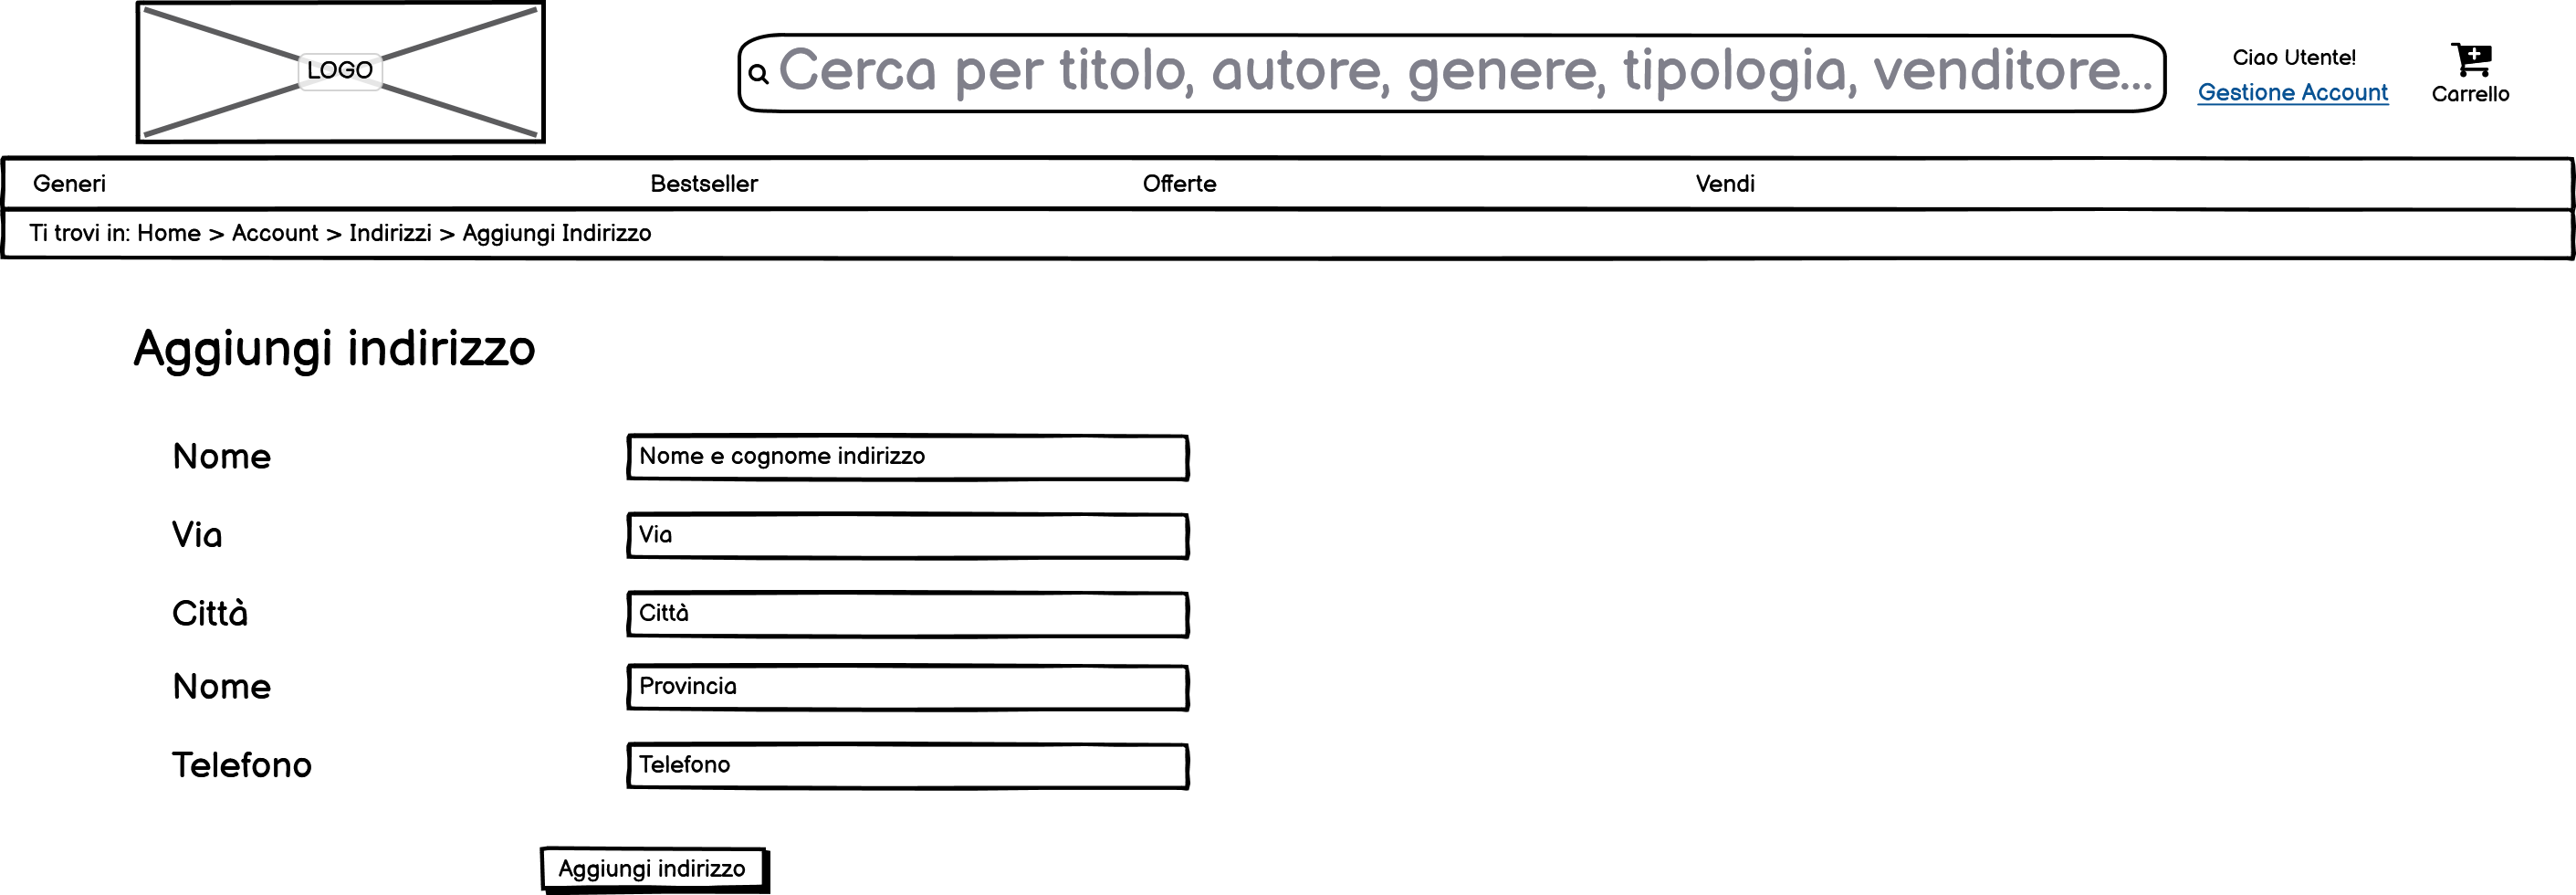 LOGO
Cerca per titolo, autore, genere, tipologia, venditore...
Ciao Utente!
Gestione Account
Carrello
Generi
Bestseller
Offerte
Vendi
Ti trovi in: Home > Account > Indirizzi > Aggiungi Indirizzo
Aggiungi indirizzo
Nome
Nome e cognome indirizzo
Via
Via
Città
Città
Nome
Provincia
Telefono
Telefono
Aggiungi indirizzo